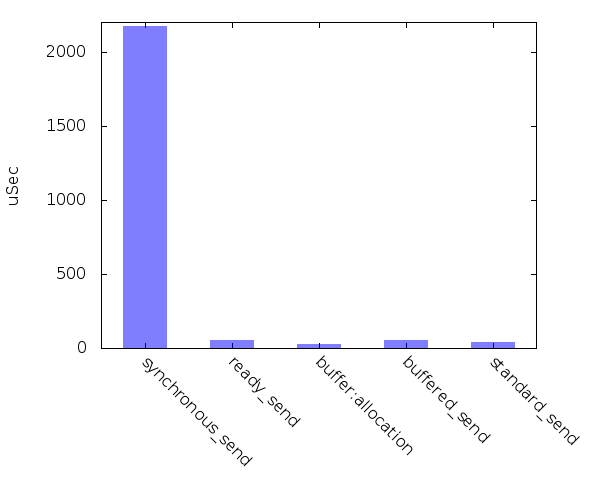 2000
1500
1000
500
0
uSec
synchronous_send
ready_send
buffer:allocation
buffered_send
standard_send